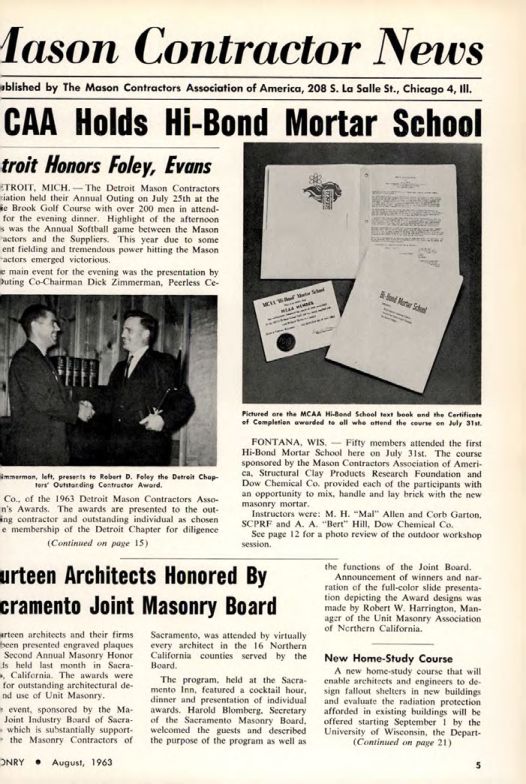 Mason Contractor News
ublished by The Mason Contractors Association of America, 208 S. La Salle St., Chicago 4, Ill.
CAA Holds Hi-Bond Mortar School
troit Honors Foley, Evans
ETROIT, MICH. — The Detroit Mason Contractors
iation held their Annual Outing on July 25th at the
ie Brook Golf Course with over 200 men in attend-
for the evening dinner. Highlight of the afternoon
s was the Annual Softball game between the Mason
actors and the Suppliers. This year due to some
ent fielding and tremendous power hitting the Mason
actors emerged victorious.
e main event for the evening was the presentation by
Outing Co-Chairman Dick Zimmerman, Peerless Ce-
immerman, left, presents to Robert D. Foley the Detroit Chap-
ters' Outstanding Contractor Award.
Co., of the 1963 Detroit Mason Contractors Asso-
n's Awards. The awards are presented to the out-
ing contractor and outstanding individual as chosen
e membership of the Detroit Chapter for diligence
(Continued on page 15)
MCAA "Hi-Bond" Mortar School
MCAA MEMBER
Hi-Bond Mortar School
Pictured are the MCAA Hi-Bond School text book and the Certificate
of Completion awarded to all who attend the course on July 31st.
FONTANA, WIS. — Fifty members attended the first
Hi-Bond Mortar School here on July 31st. The course
sponsored by the Mason Contractors Association of Ameri-
ca, Structural Clay Products Research Foundation and
Dow Chemical Co. provided each of the participants with
an opportunity to mix, handle and lay brick with the new
masonry mortar.
Instructors were: M. H. "Mal" Allen and Corb Garton,
SCPRF and A. A. "Bert" Hill, Dow Chemical Co.
See page 12 for a photo review of the outdoor workshop
session.
urteen Architects Honored By
cramento Joint Masonry Board
urteen architects and their firms
been presented engraved plaques
Second Annual Masonry Honor
ds held last month in Sacra-
o, California. The awards were
for outstanding architectural de-
nd use of Unit Masonry.
e event, sponsored by the Ma-
Joint Industry Board of Sacra-
which is substantially support-
the Masonry Contractors of
Sacramento, was attended by virtually
every architect in the 16 Northern
California counties served by the
Board.
The program, held at the Sacra-
mento Inn, featured a cocktail hour,
dinner and presentation of individual
awards. Harold Blomberg, Secretary
of the Sacramento Masonry Board,
welcomed the guests and described
the purpose of the program as well as
the functions of the Joint Board.
Announcement of winners and nar-
ration of the full-color slide presenta-
tion depicting the Award designs was
made by Robert W. Harrington, Man-
ager of the Unit Masonry Association
of Northern California.
New Home-Study Course
A new home-study course that will
enable architects and engineers to de-
sign fallout shelters in new buildings
and evaluate the radiation protection
afforded in existing buildings will be
offered starting September 1 by the
University of Wisconsin, the Depart-
(Continued on page 21)
ONRY • August, 1963
5